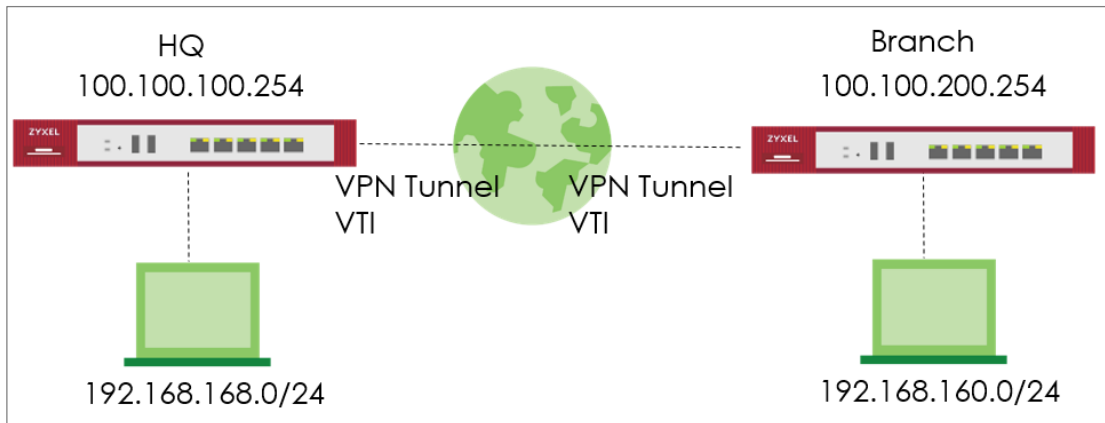 HQ
100.100.100.254
ZYXEL
VPN Tunnel
VTI
192.168.168.0/24
VPN Tunnel
VTI
Branch
100.100.200.254
ZYXEL
192.168.160.0/24